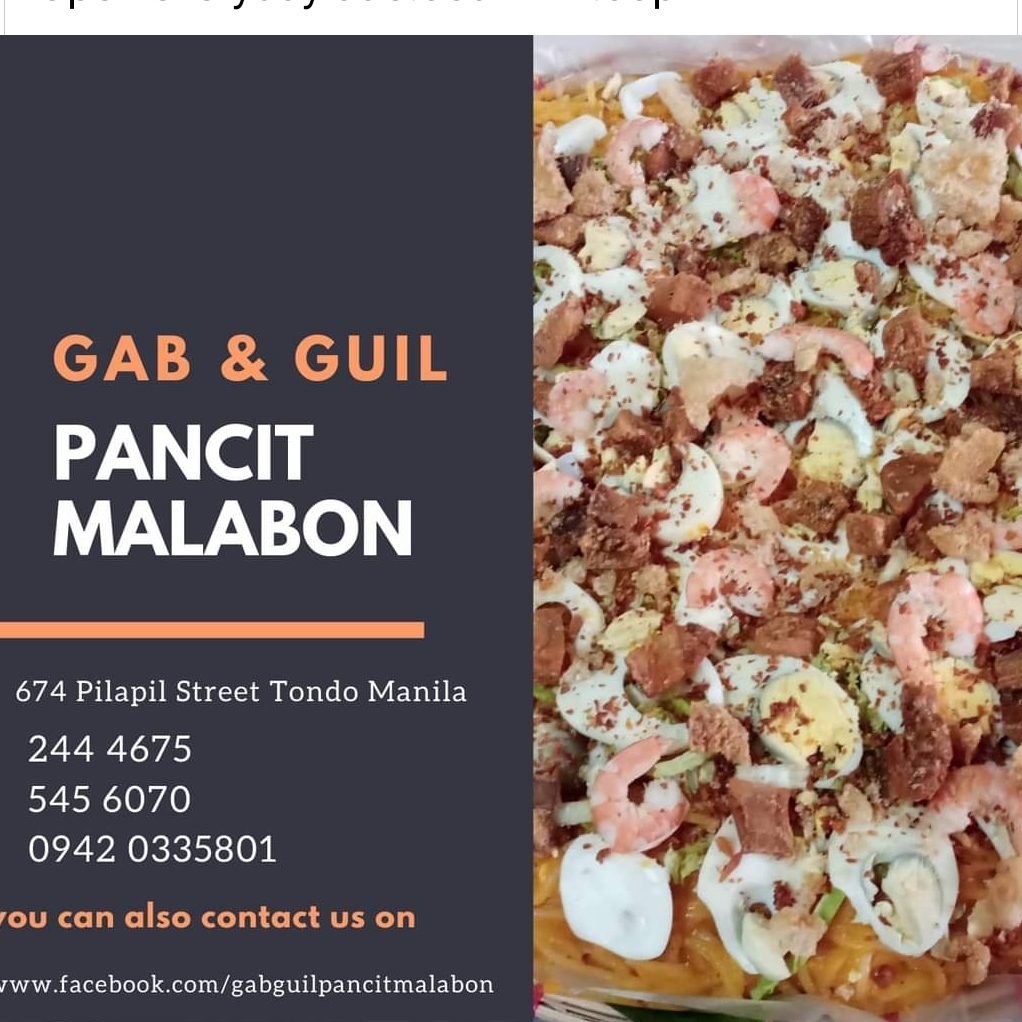 GAB & GUIL
PANCIT
MALABON
674 Pilapil Street Tondo Manila
244 4675
545 6070
0942 0335801
you can also contact us on
www.facebook.com/gabguilpancitmalabon